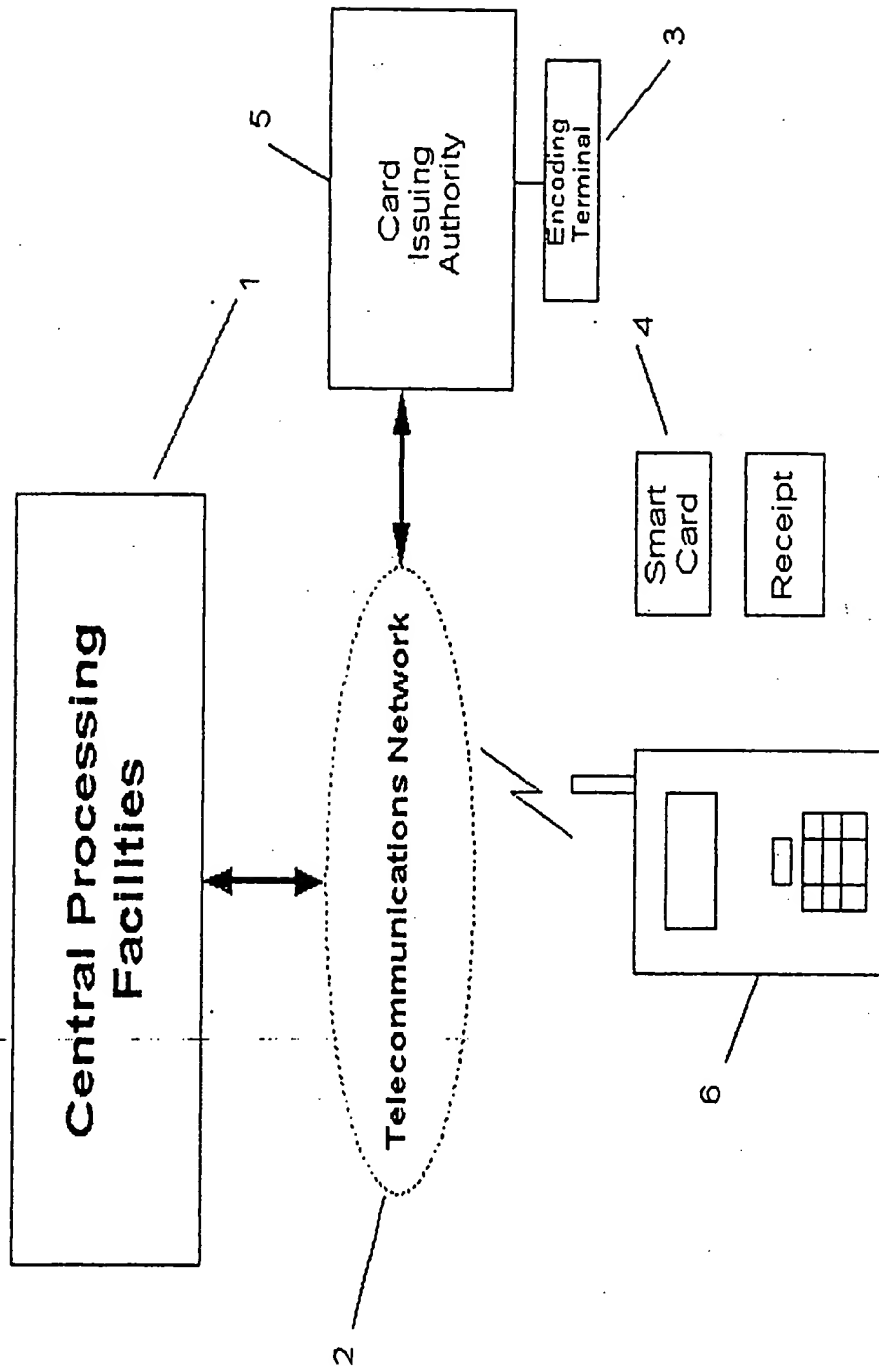 Central Processing
Facilities
1
Telecommunications Network
2
5
Card
Issuing
Authority
Encoding
Terminal
3
4
Smart
Card
Receipt
6